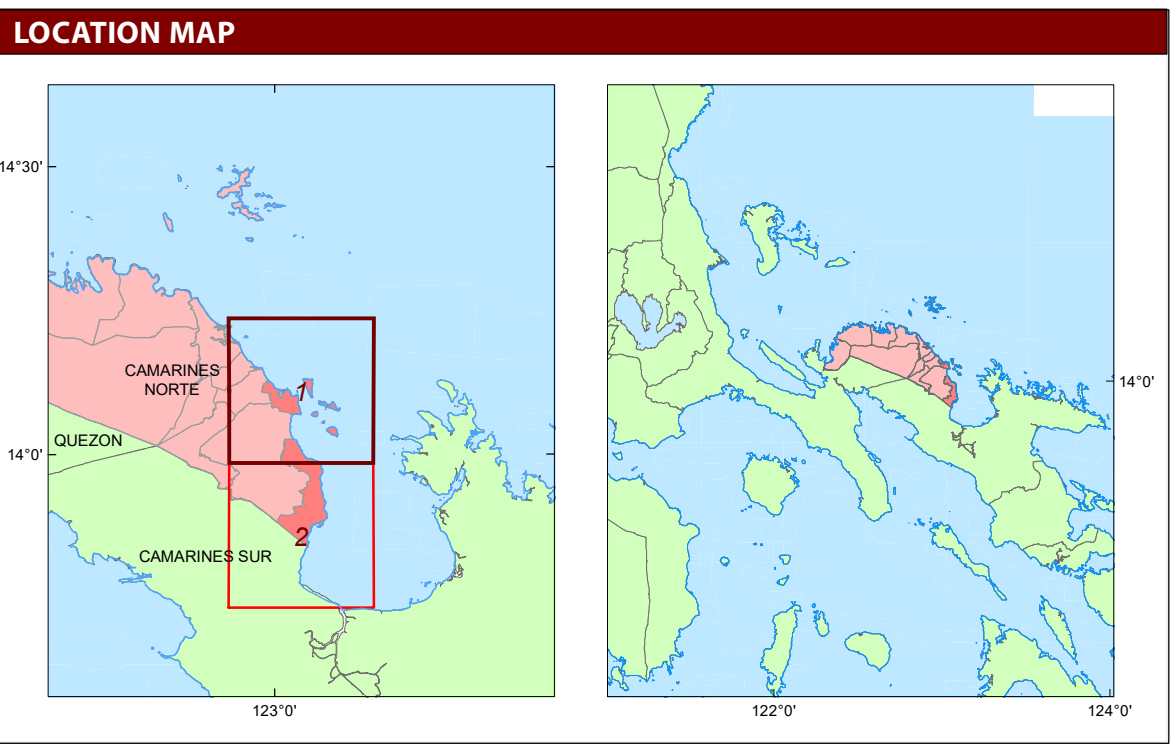 LOCATION MAP
14°30'
CAMARINES
NORTE
1
QUEZON
14°0'
2
CAMARINES SUR
123°0'
14°0'
122°0'
124°0'